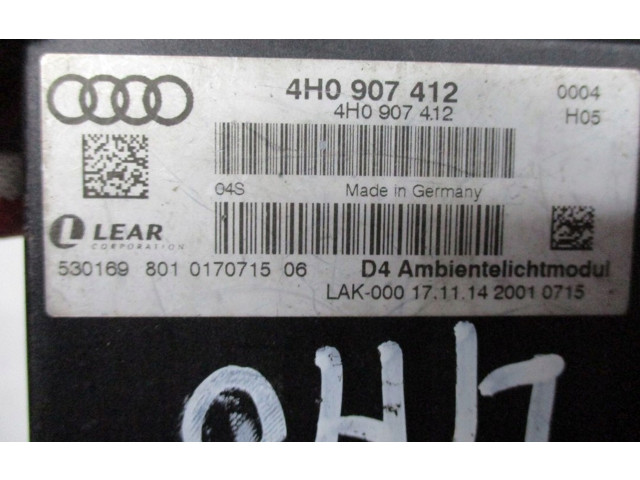 4H0 907 412 0004
4H0 907 412 H05
04S Made in Germany
LEAR
CORPORATION
530169 801 0170715 06 D4 Ambientelichtmodul
LAK-000 17.11.14 2001 0715